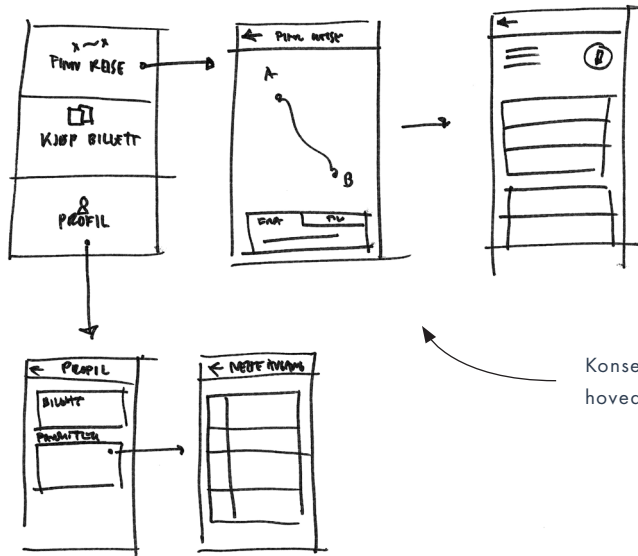 FINN REISE
KJØP BILLETT
PROFIL
FINN REISE
A
B
FRA
TIL
PROFIL
BILLETT
FAVORITTER
NESTE AVGANG
Konse
hoved